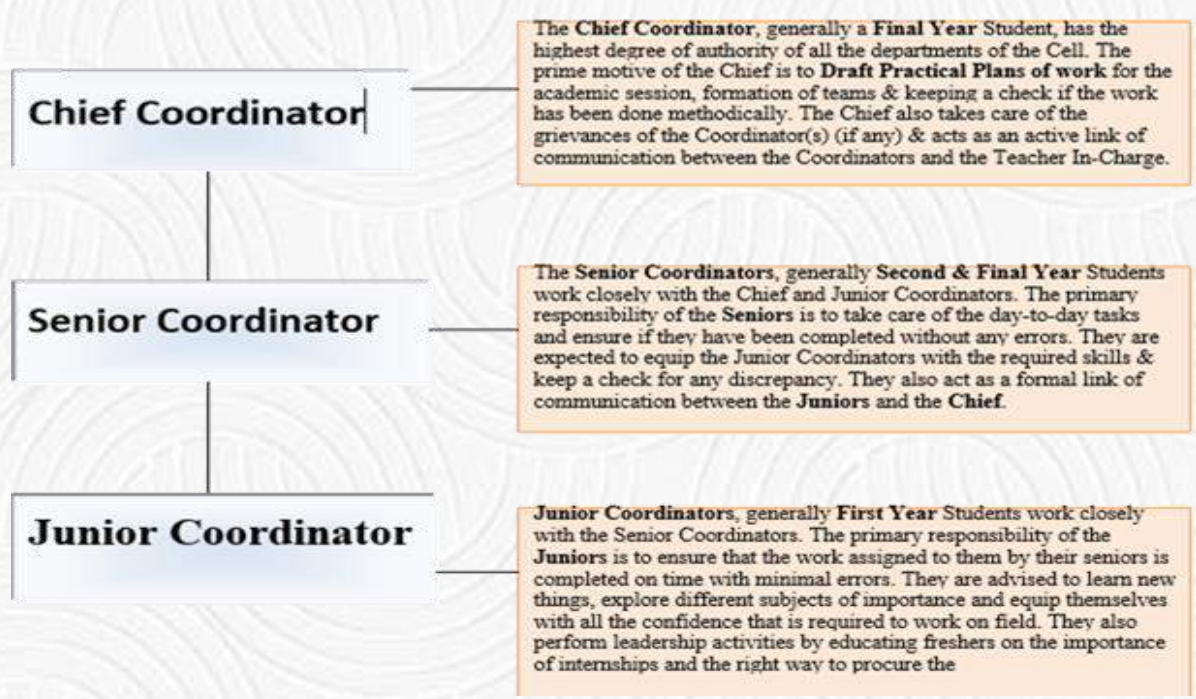 Chief Coordinator
The Chief Coordinator, generally a Final Year Student, has the
highest degree of authority of all the departments of the Cell. The
prime motive of the Chief is to Draft Practical Plans of work for the
academic session, formation of teams & keeping a check if the work
has been done methodically. The Chief also takes care of the
grievances of the Coordinator(s) (if any) & acts as an active link of
communication between the Coordinators and the Teacher In-Charge.
Senior Coordinator
The Senior Coordinators, generally Second & Final Year Students
work closely with the Chief and Junior Coordinators. The primary
responsibility of the Seniors is to take care of the day-to-day tasks
and ensure if they have been completed without any errors. They are
expected to equip the Junior Coordinators with the required skills &
keep a check for any discrepancy. They also act as a formal link of
communication between the Juniors and the Chief.
Junior Coordinator
Junior Coordinators, generally First Year Students work closely
with the Senior Coordinators. The primary responsibility of the
Juniors is to ensure that the work assigned to them by their seniors is
completed on time with minimal errors. They are advised to learn new
things, explore different subjects of importance and equip themselves
with all the confidence that is required to work on field. They also
perform leadership activities by educating freshers on the importance
of internships and the right way to procure the